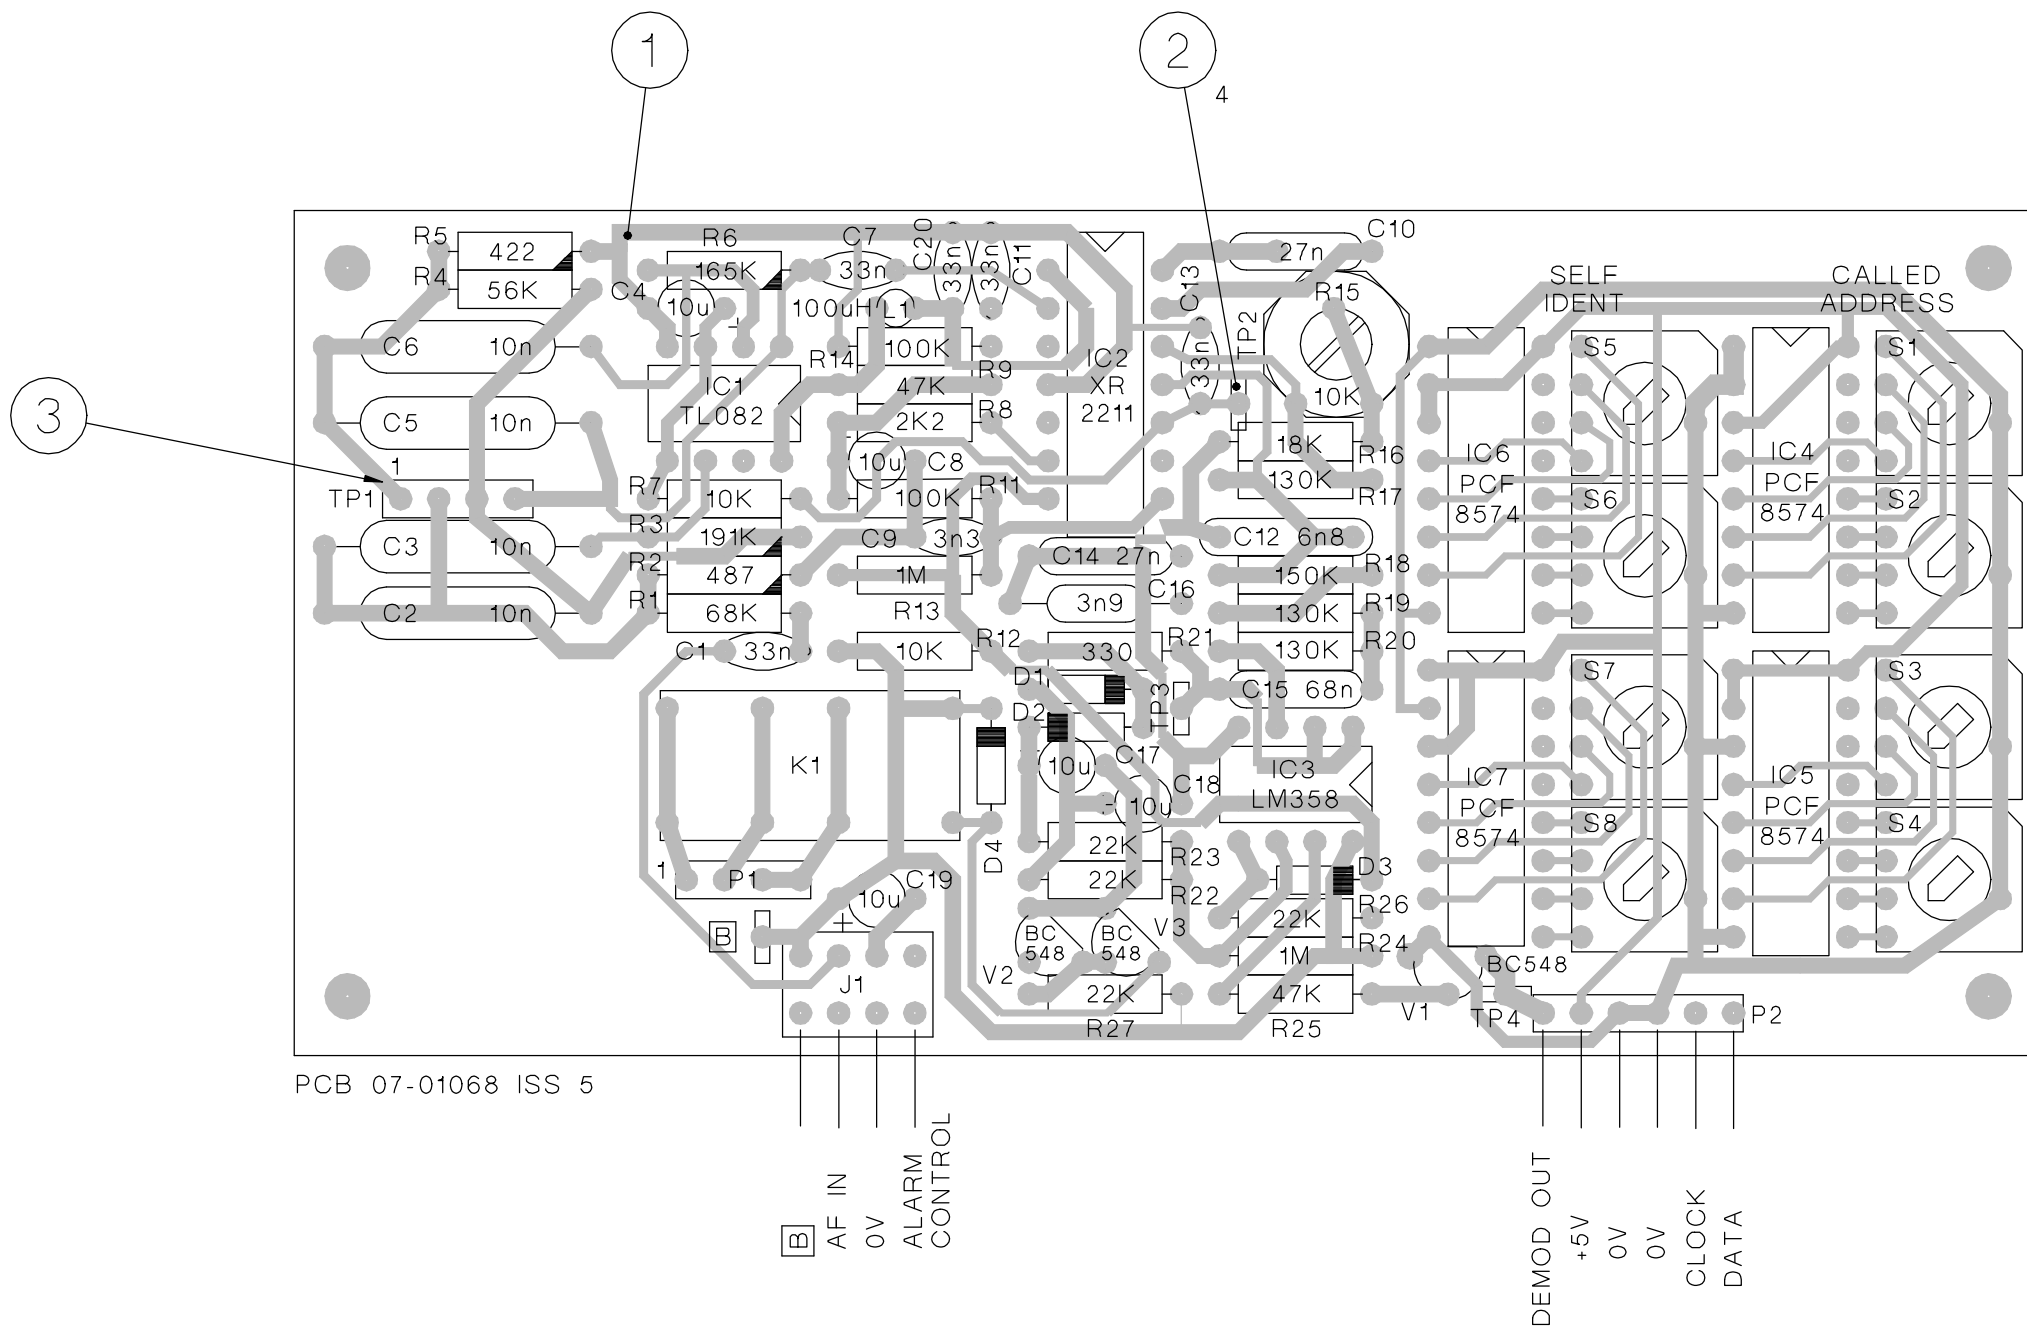 1
2
4
3
R5
422
R4
56K
C4
10u
+
R6
165K
C7
33n
100uH
L1
C20
33n
33n
C11
C13
33n
TP2
27n
C10
R15
10K
SELF
IDENT
CALLED
ADDRESS
C6
10n
C5
10n
1
TP1
C3
10n
C2
10n
IC1
TL082
R14
100K
R9
47K
R8
2K2
10u
C8
R7
10K
100K
R11
R3
191K
C9
3n3
R2
487
1M
R13
R1
68K
C1
33n
10K
R12
IC2
XR
2211
18K
R16
130K
R17
C12
6n8
C14
27n
150K
R18
C16
3n9
130K
R19
130K
R20
330
R21
C15
68n
D1
D2
TP3
C17
10u
C18
10u
IC3
LM358
K1
D4
22K
R23
22K
R22
D3
1
P1
C19
10u
+
B
J1
V2
BC
548
BC
548
V3
22K
R27
22K
R26
1M
R24
47K
R25
V1
BC548
TP4
P2
IC6
PCF
8574
S5
S6
IC4
PCF
8574
S1
S2
IC7
PCF
8574
S7
S8
IC5
PCF
8574
S3
S4
PCB 07-01068 ISS 5
B
AF IN
0V
ALARM
CONTROL
DEMOD OUT
+5V
0V
0V
CLOCK
DATA